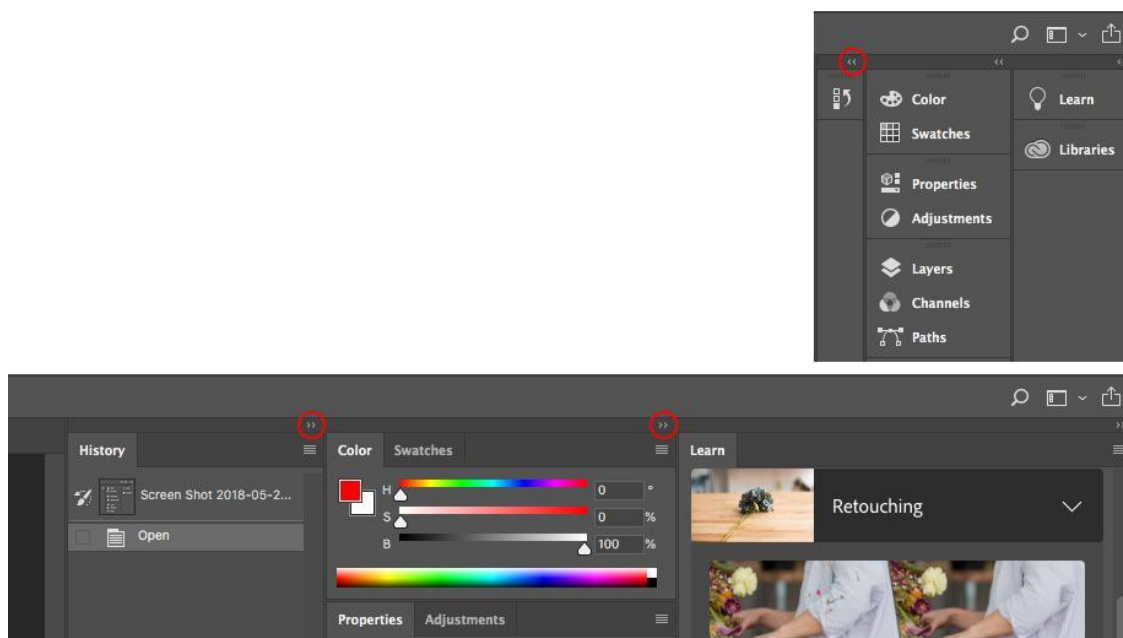 Color
Swatches
Properties
Adjustments
Layers
Channels
Paths
Learn
Libraries
History
Screen Shot 2018-05-2...
Open
Color Swatches
H 0 °
S 0 %
B 100 %
Properties Adjustments
Learn
Retouching